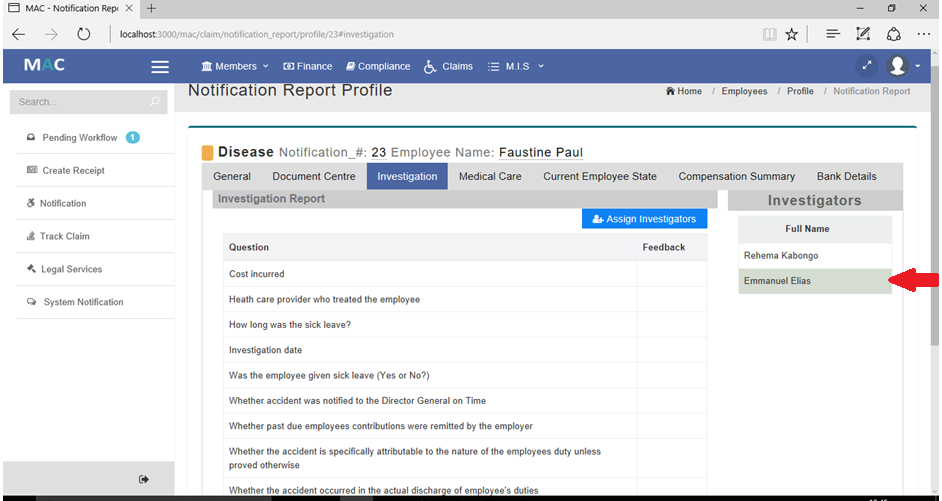 MAC - Notification Repo
localhost:3000/mac/claim/notification_report/profile/23#investigation
MAC
Members
Finance
Compliance
Claims
M.I.S
Notification Report Profile
Home / Employees / Profile / Notification Report
Search...
Pending Workflow 1
Create Receipt
Notification
Track Claim
Legal Services
System Notification
Disease Notification_#: 23 Employee Name: Faustine Paul
General
Document Centre
Investigation
Medical Care
Current Employee State
Compensation Summary
Bank Details
Investigation Report
Assign Investigators
Question Feedback
Cost incurred
Heath care provider who treated the employee
How long was the sick leave?
Investigation date
Was the employee given sick leave (Yes or No?)
Whether accident was notified to the Director General on Time
Whether past due employees contributions were remitted by the employer
Whether the accident is specifically attributable to the nature of the employees duty unless
proved otherwise
Whether the accident occurred in the actual discharge of employee's duties
Investigators
Full Name
Rehema Kabongo
Emmanuel Elias